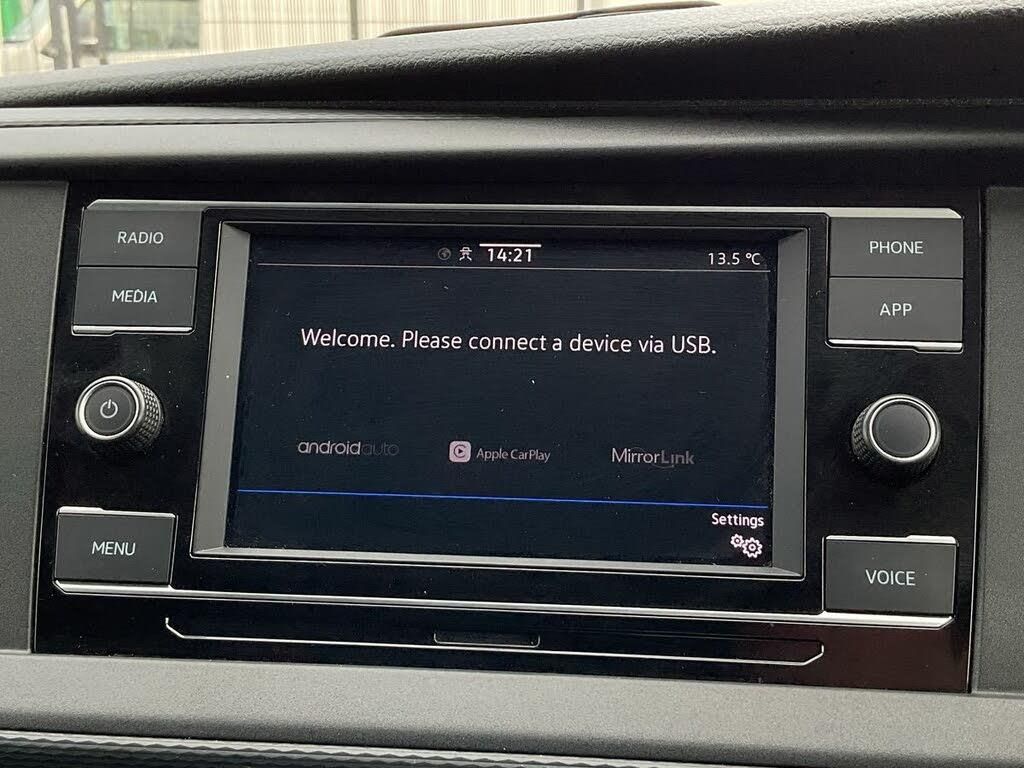 RADIO
MEDIA
MENU
14:21
13.5 °C
Welcome. Please connect a device via USB.
androidauto
Apple CarPlay
MirrorLink
Settings
PHONE
APP
VOICE